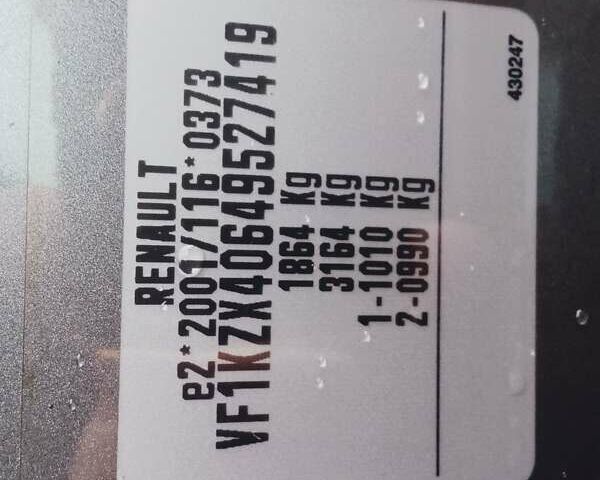 RENAULT
e2*2001/116*0373
VF1KZX40649527419
1864 Kg
3164 Kg
1-1010 Kg
2-0990 Kg
430247